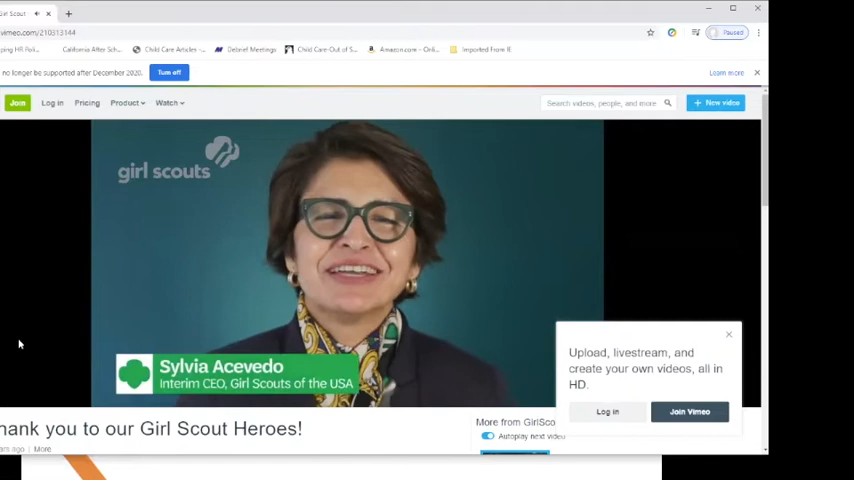 Girl Scout
vimeo.com/210313144
Paused
ping HR Poli...
California After Sch...
Child Care Articles -...
Debrief Meetings
Child Care-Out of S...
Amazon.com – Onli...
Imported From IE
no longer be supported after December 2020.
Turn off
Learn more
Join
Log in
Pricing
Product
Watch
Search videos, people, and more
+ New video
girl scouts
Sylvia Acevedo
Interim CEO, Girl Scouts of the USA
Upload, livestream, and
create your own videos, all in
HD.
Log in
Join Vimeo
hank you to our Girl Scout Heroes!
More from GirlSco
Autoplay next video
ars ago
More